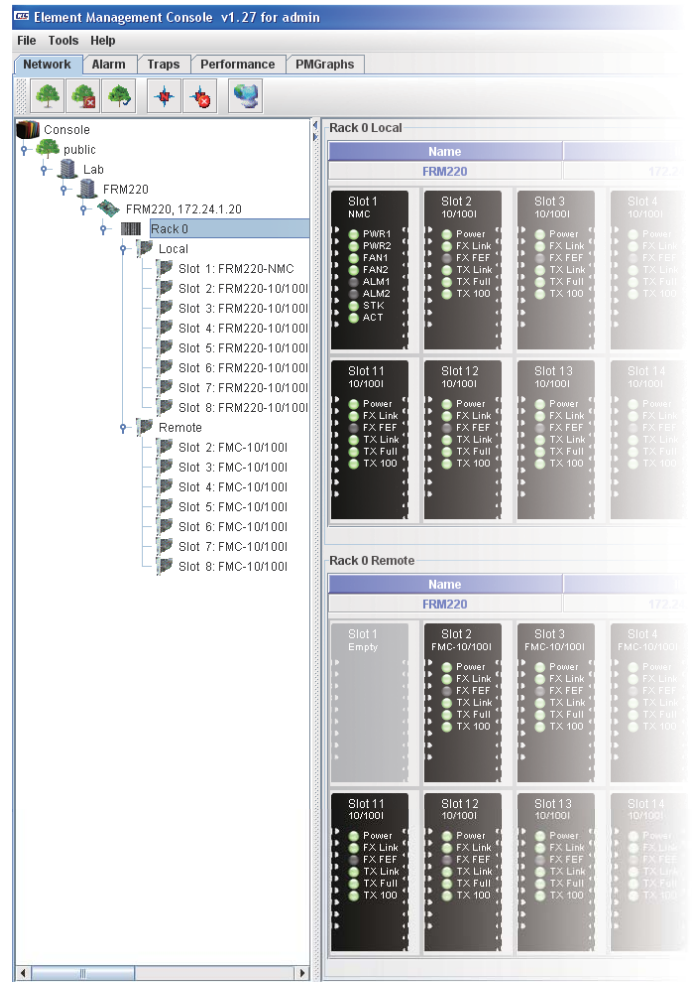 Element Management Console v1.27 for admin
File Tools Help
Network Alarm Traps Performance PMGraphs
Console
public
Lab
FRM220
FRM220, 172.24.1.20
Rack 0
Local
Slot 1: FRM220-NMC
Slot 2: FRM220-10/100I
Slot 3: FRM220-10/100I
Slot 4: FRM220-10/100I
Slot 5: FRM220-10/100I
Slot 6: FRM220-10/100I
Slot 7: FRM220-10/100I
Slot 8: FRM220-10/100I
Remote
Slot 2: FMC-10/100I
Slot 3: FMC-10/100I
Slot 4: FMC-10/100I
Slot 5: FMC-10/100I
Slot 6: FMC-10/100I
Slot 7: FMC-10/100I
Slot 8: FMC-10/100I
Rack 0 Local
Name
FRM220 172.2
Slot 1
NMC
PWR1
PWR2
FAN1
FAN2
ALM1
ALM2
STK
ACT
Slot 2
10/100I
Power
FX Link
FX FEF
TX Link
TX Full
TX 100
Slot 3
10/100I
Power
FX Link
FX FEF
TX Link
TX Full
TX 100
Slot 4
10/100I
Power
FX Link
FX FEF
TX Link
TX Full
TX 100
Slot 11
10/100I
Power
FX Link
FX FEF
TX Link
TX Full
TX 100
Slot 12
10/100I
Power
FX Link
FX FEF
TX Link
TX Full
TX 100
Slot 13
10/100I
Power
FX Link
FX FEF
TX Link
TX Full
TX 100
Slot 14
10/100I
Power
FX Link
FX FEF
TX Link
TX Full
TX 100
Rack 0 Remote
Name
FRM220 172.2
Slot 1
Empty
Slot 2
FMC-10/100I
Power
FX Link
FX FEF
TX Link
TX Full
TX 100
Slot 3
FMC-10/100I
Power
FX Link
FX FEF
TX Link
TX Full
TX 100
Slot 4
FMC-10/100I
Power
FX Link
FX FEF
TX Link
TX Full
TX 100
Slot 11
10/100I
Power
FX Link
FX FEF
TX Link
TX Full
TX 100
Slot 12
10/100I
Power
FX Link
FX FEF
TX Link
TX Full
TX 100
Slot 13
10/100I
Power
FX Link
FX FEF
TX Link
TX Full
TX 100
Slot 14
10/100I
Power
FX Link
FX FEF
TX Link
TX Full
TX 100